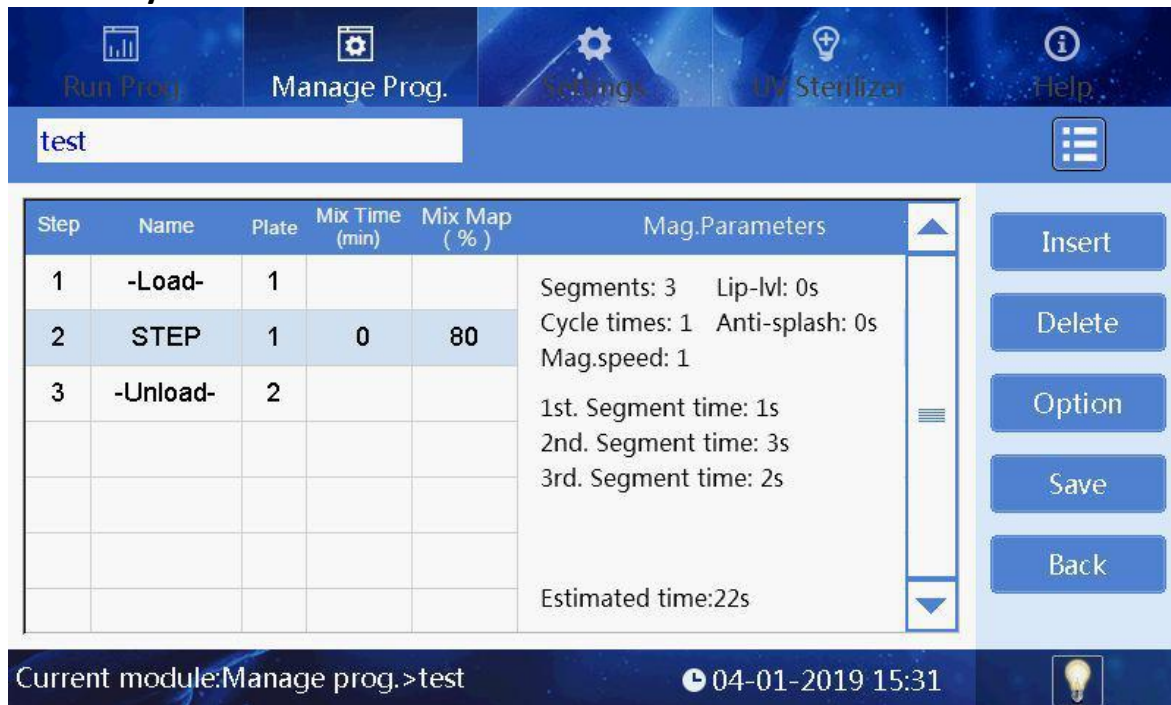 Run Prog.
Manage Prog.
Settings
UV Sterilizer
Help
test
Step Name Plate Mix Time (min) Mix Map ( % ) Mag.Parameters
1 -Load- 1
2 STEP 1 0 80
3 -Unload- 2
Segments: 3 Lip-lvl: 0s
Cycle times: 1 Anti-splash: 0s
Mag.speed: 1
1st. Segment time: 1s
2nd. Segment time: 3s
3rd. Segment time: 2s
Estimated time:22s
Insert
Delete
Option
Save
Back
Current module:Manage prog.>test 04-01-2019 15:31